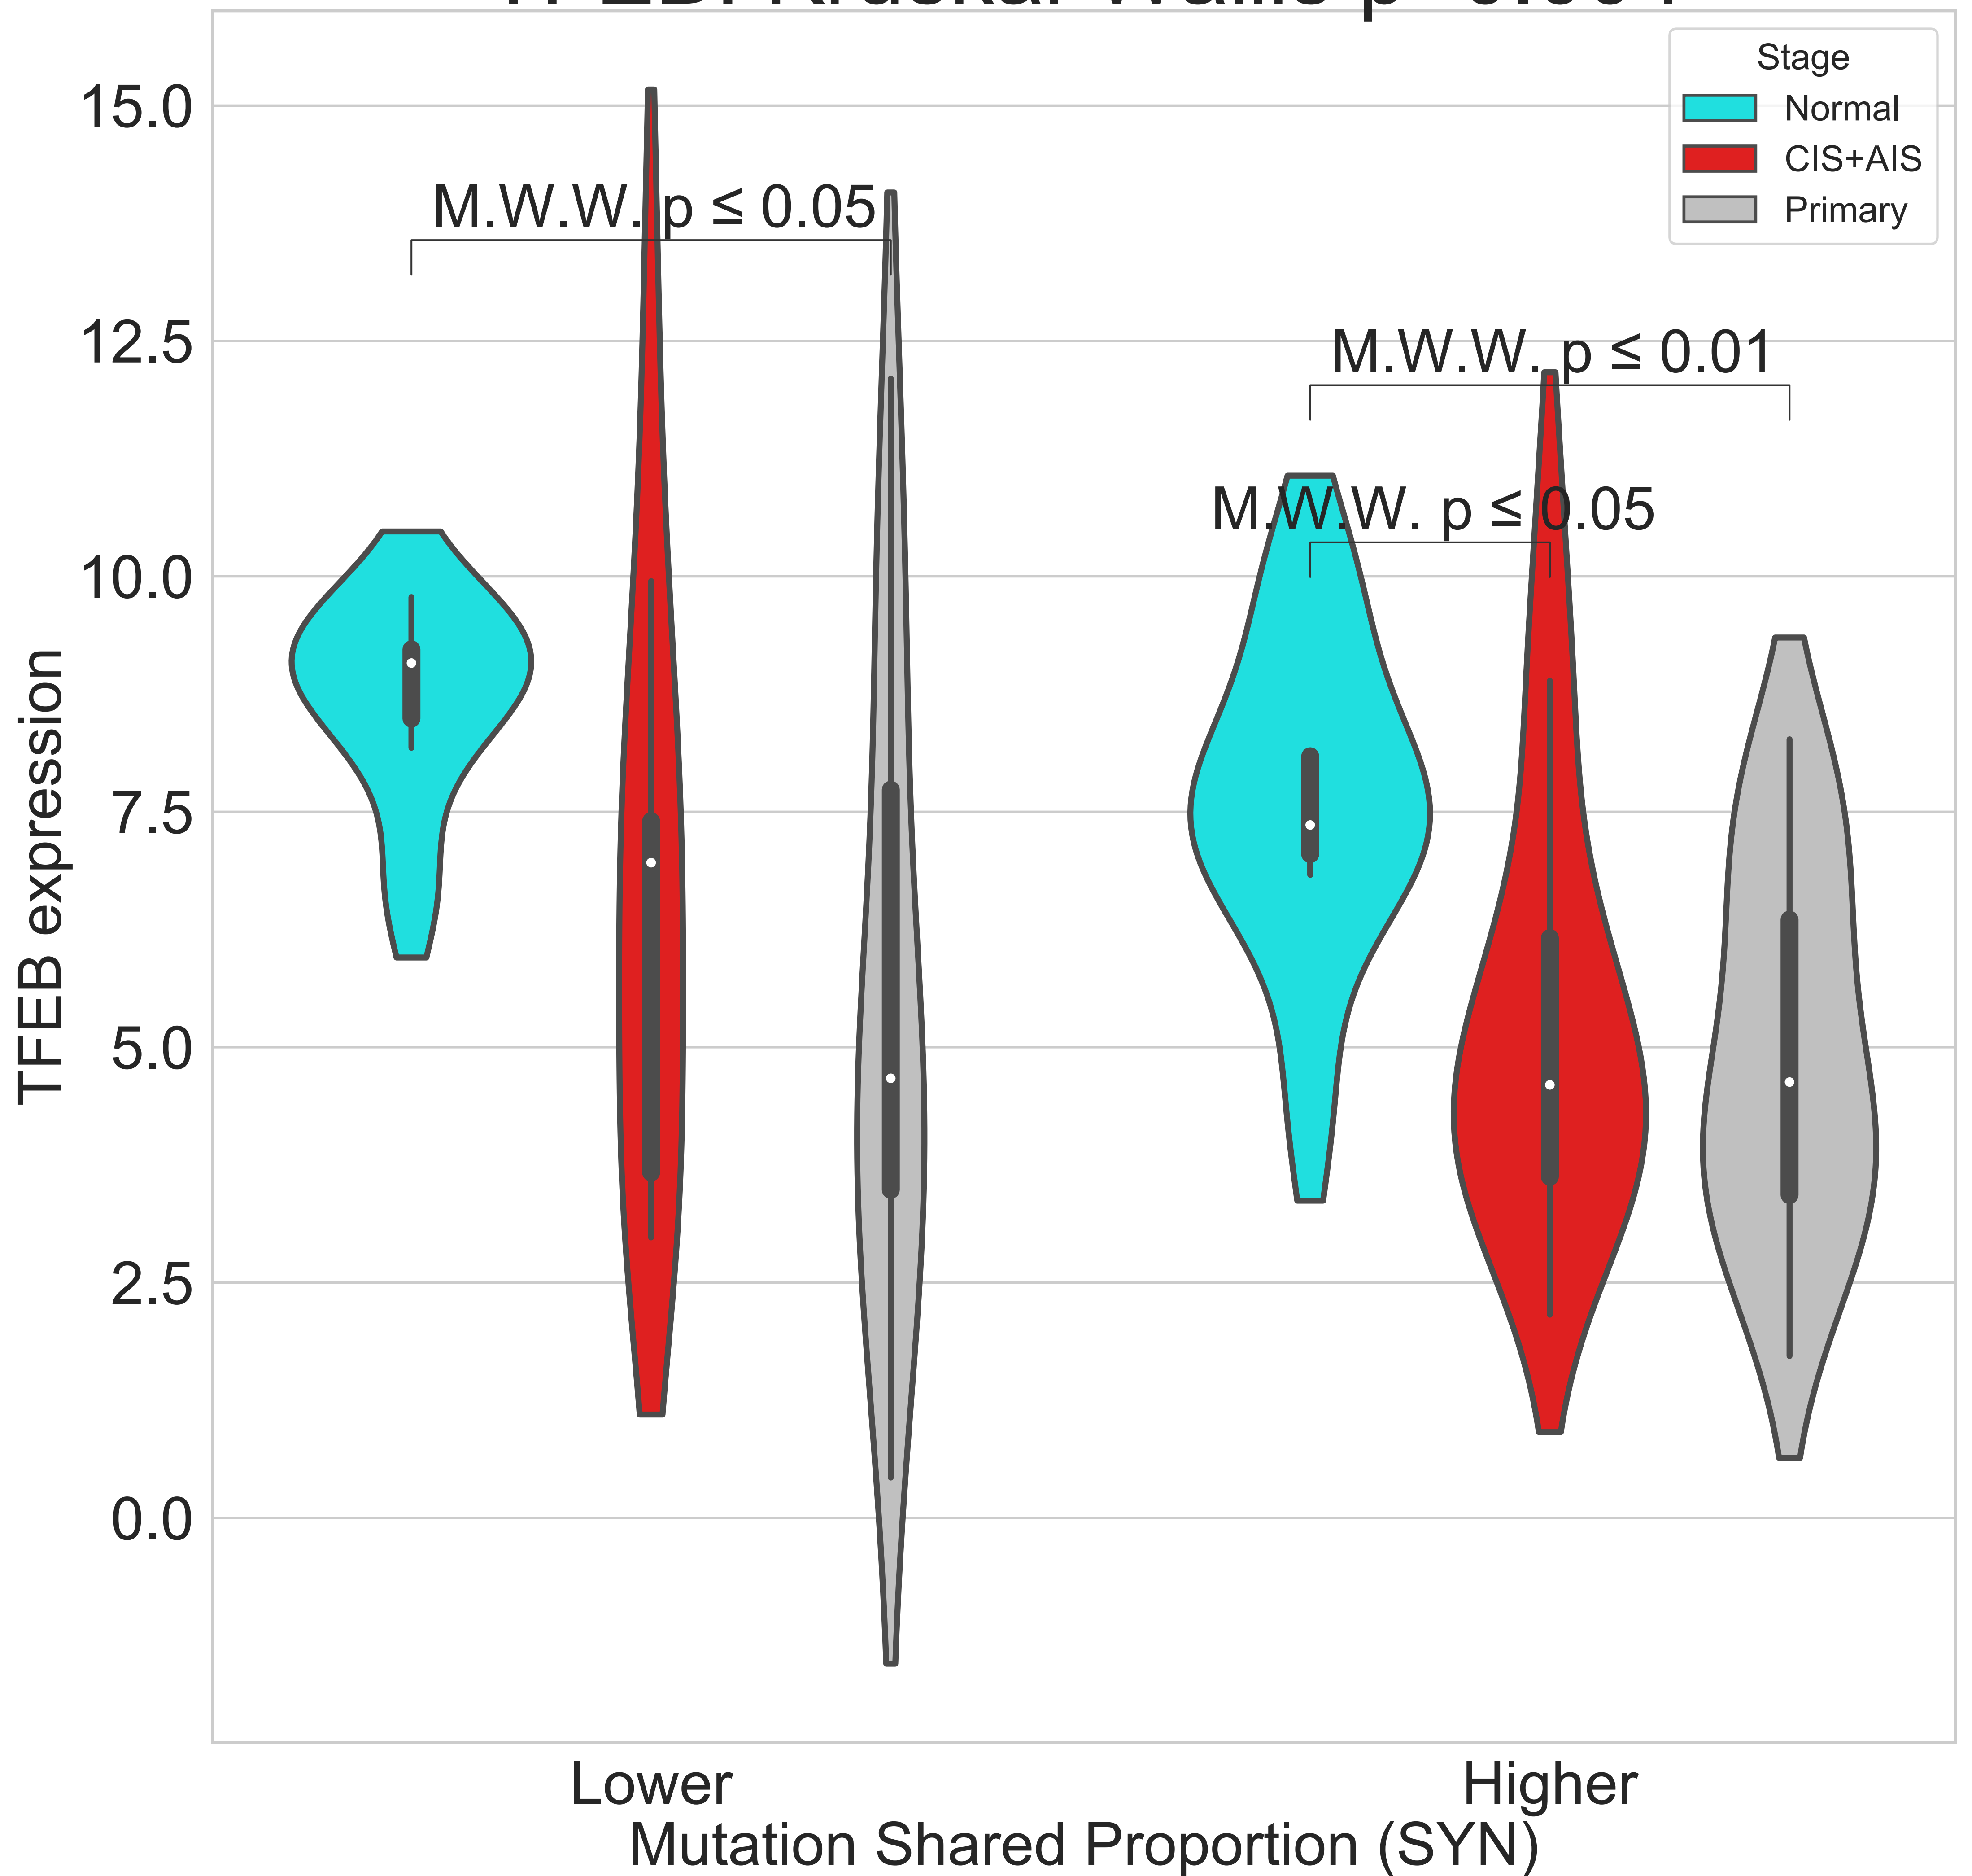 Stage
Normal
CIS+AIS
Primary
15.0
12.5
10.0
7.5
5.0
2.5
0.0
TFEB expression
M.W.W. p ≤ 0.05
M.W.W. p ≤ 0.01
M.W.W. p ≤ 0.05
Lower
Higher
Mutation Shared Proportion (SYN)